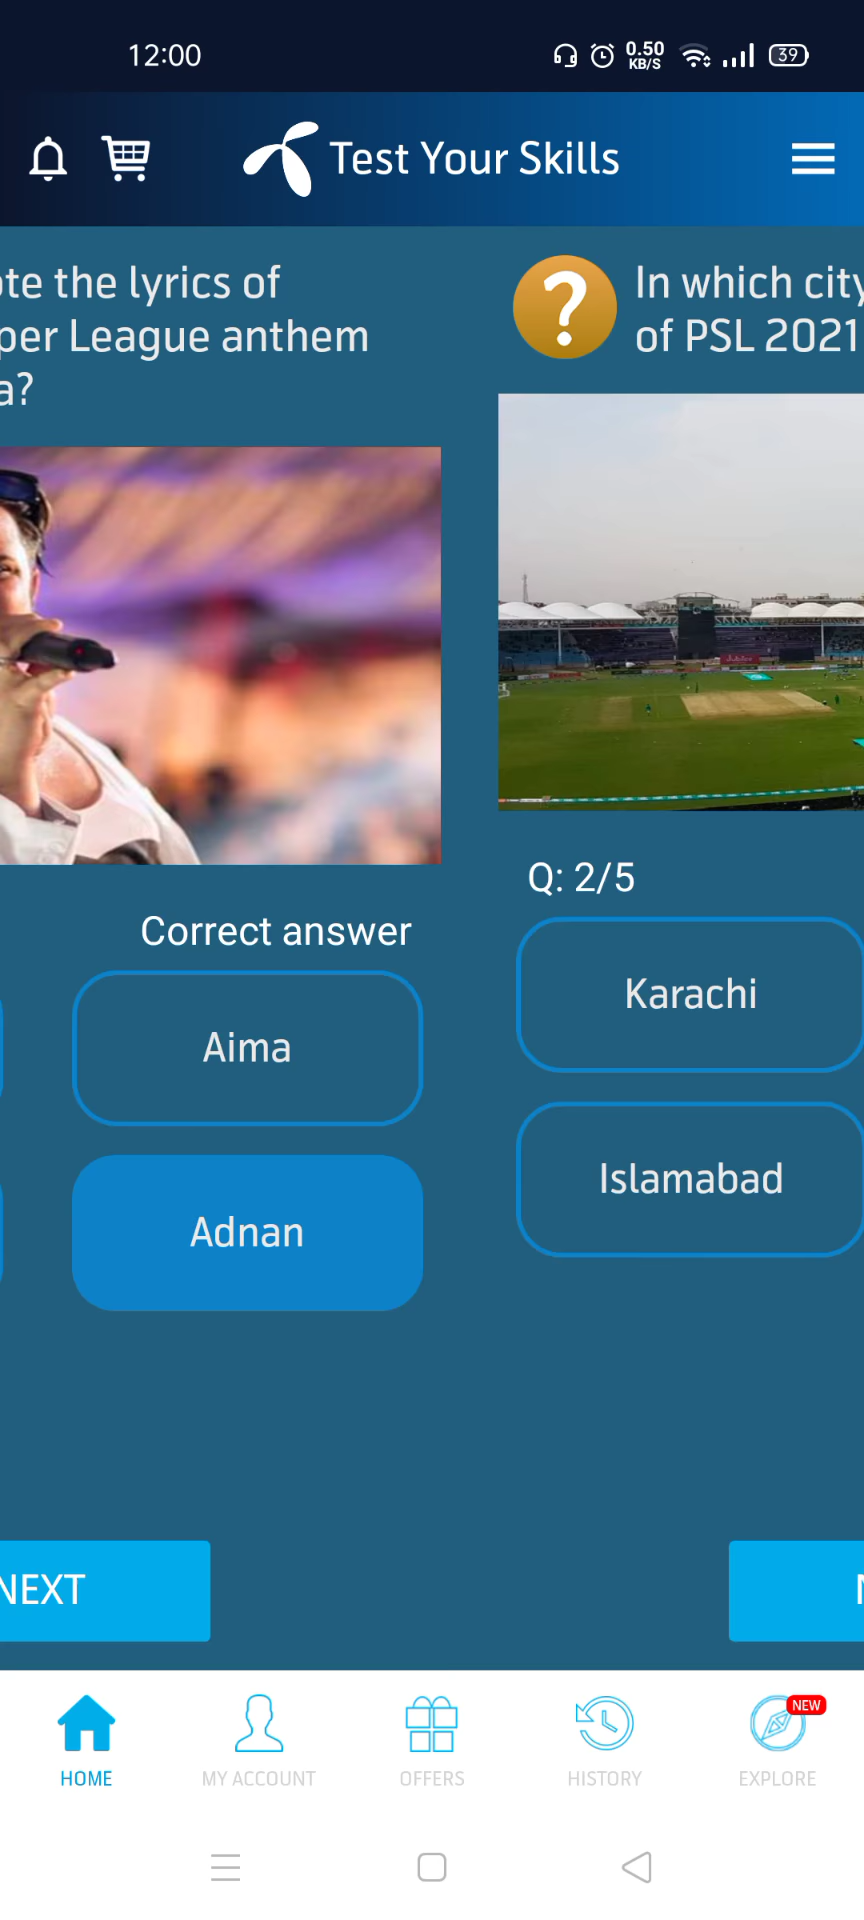 12:00
0.50
KB/S
39
Test Your Skills
te the lyrics of
per League anthem
a?
?
In which city
of PSL 2021
Correct answer
Aima
Adnan
Q: 2/5
Karachi
Islamabad
NEXT
HOME
MY ACCOUNT
OFFERS
HISTORY
NEW
EXPLORE